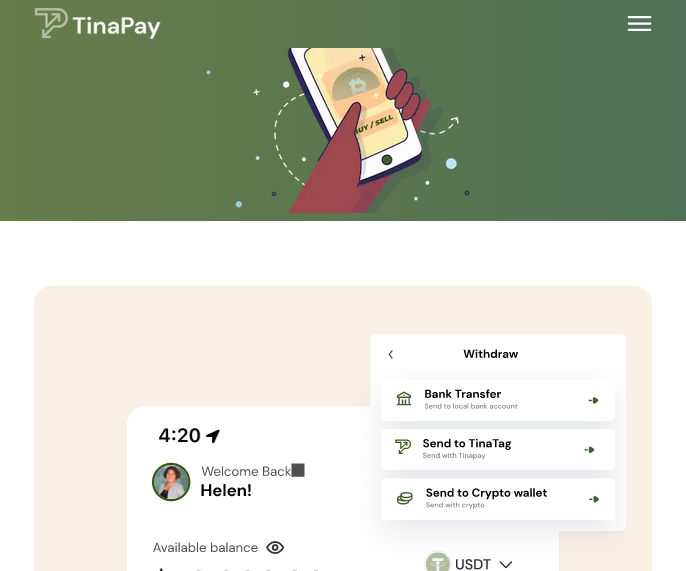 TinaPay
BUY / SELL
Withdraw
Bank Transfer
Send to local bank account
Send to TinaTag
Send with Tinapay
Send to Crypto wallet
Send with crypto
4:20
Welcome Back
Helen!
Available balance
USDT